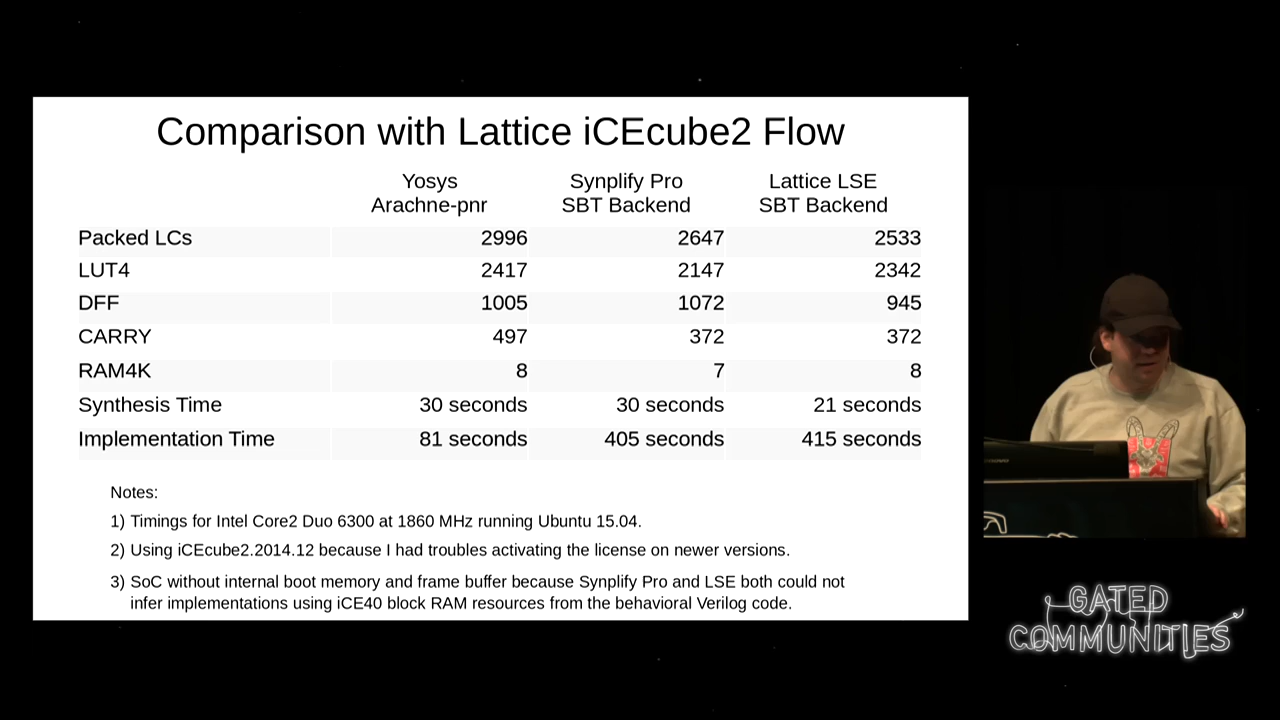 Comparison with Lattice iCEcube2 Flow
Yosys Synplify Pro Lattice LSE
Arachne-pnr SBT Backend SBT Backend
Packed LCs 2996 2647 2533
LUT4 2417 2147 2342
DFF 1005 1072 945
CARRY 497 372 372
RAM4K 8 7 8
Synthesis Time 30 seconds 30 seconds 21 seconds
Implementation Time 81 seconds 405 seconds 415 seconds
Notes:
1) Timings for Intel Core2 Duo 6300 at 1860 MHz running Ubuntu 15.04.
2) Using iCEcube2.2014.12 because I had troubles activating the license on newer versions.
3) SoC without internal boot memory and frame buffer because Synplify Pro and LSE both could not
infer implementations using iCE40 block RAM resources from the behavioral Verilog code.
GATED
COMMUNITIES